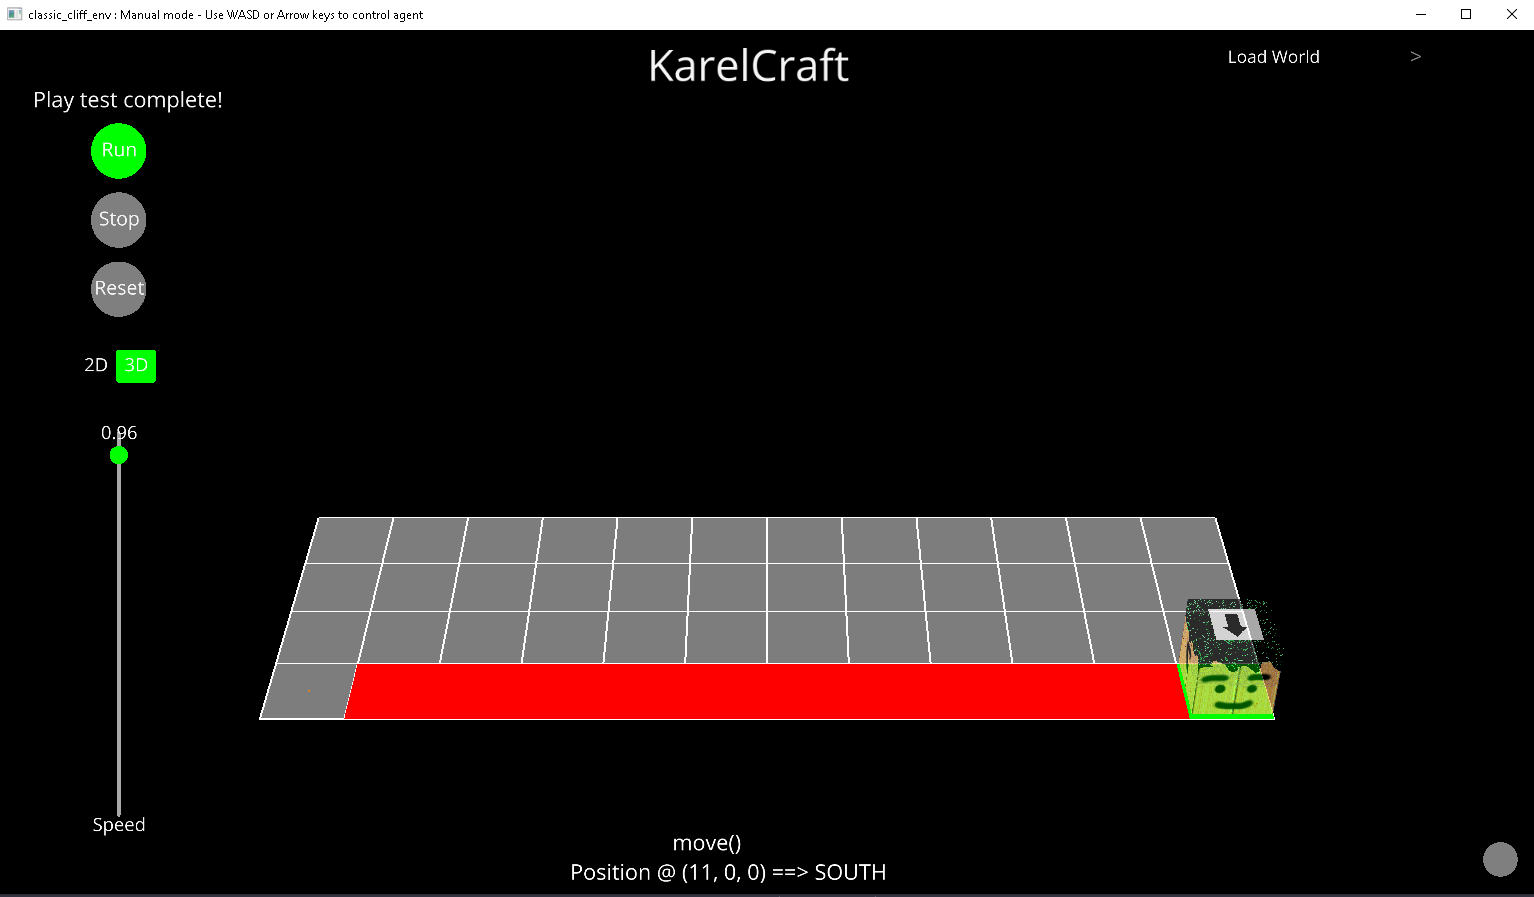 classic_cliff_env : Manual mode - Use WASD or Arrow keys to control agent
KarelCraft
Load World >
Play test complete!
Run
Stop
Reset
2D 3D
0.96
Speed
move()
Position @ (11, 0, 0) ==> SOUTH